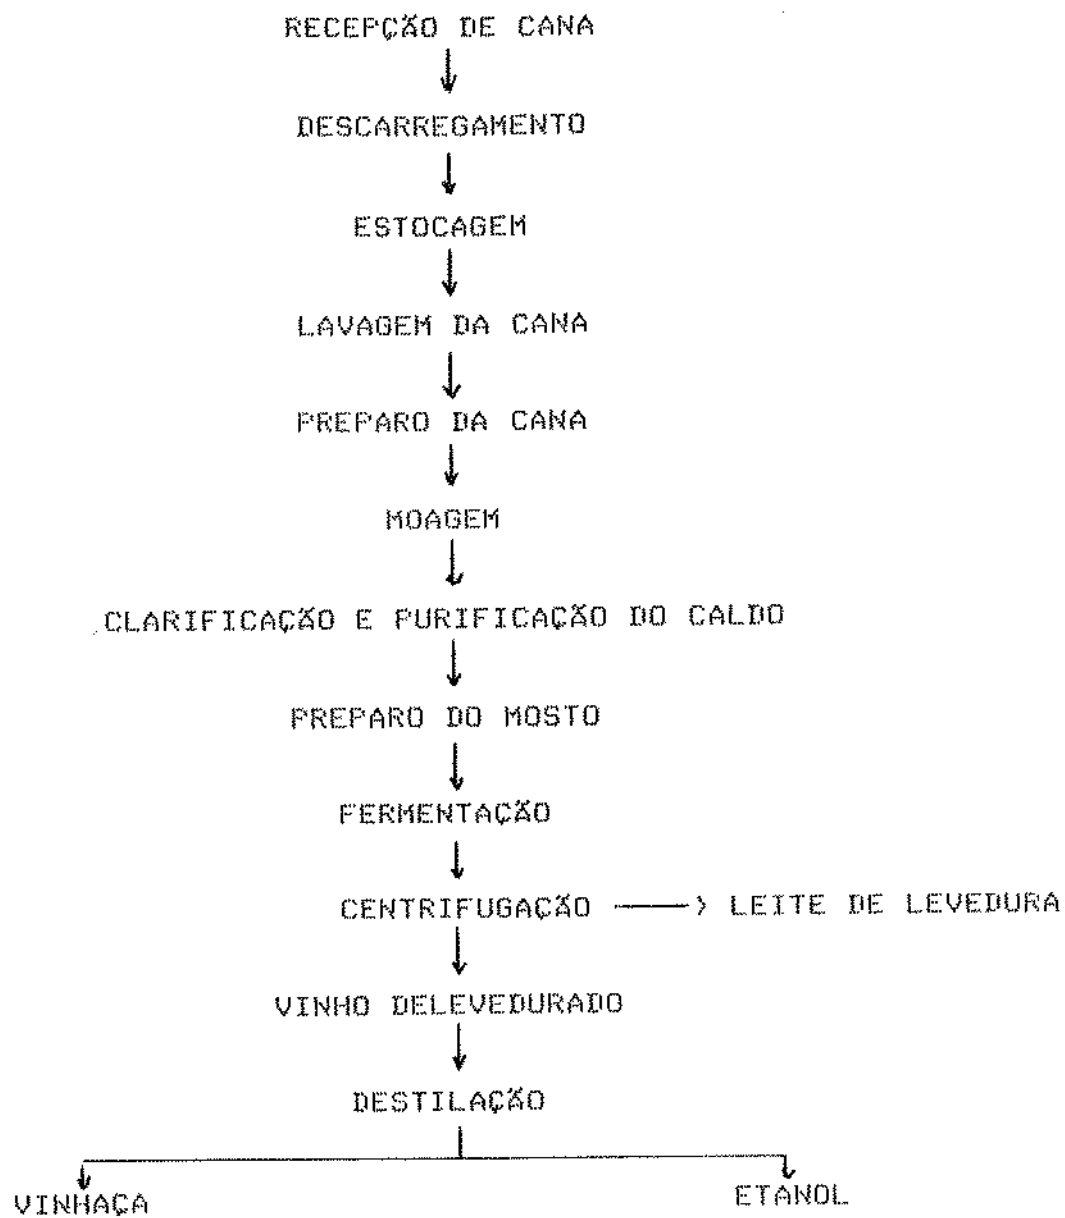 RECEPÇÃO DE CANA
DESCARREGAMENTO
ESTOCAGEM
LAVAGEM DA CANA
PREPARO DA CANA
MOAGEM
CLARIFICAÇÃO E PURIFICAÇÃO DO CALDO
PREPARO DO MOSTO
FERMENTAÇÃO
CENTRIFUGAÇÃO ⟶ LEITE DE LEVEDURA
VINHO DELEVEDURADO
DESTILAÇÃO
VINHAÇA ETANOL